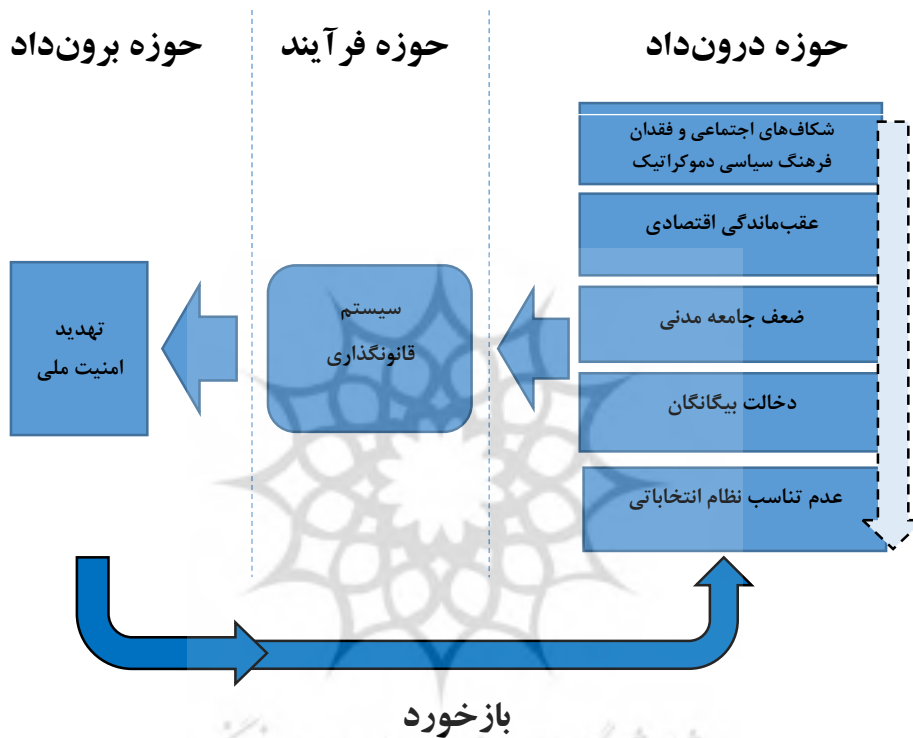 حوزه درون‌داد
حوزه فرآیند
حوزه برون‌داد
شکاف‌های اجتماعی و فقدان
فرهنگ سیاسی دموکراتیک
عقب‌ماندگی اقتصادی
ضعف جامعه مدنی
دخالت بیگانگان
عدم تناسب نظام انتخاباتی
سیستم
قانونگذاری
تهدید
امنیت ملی
بازخورد